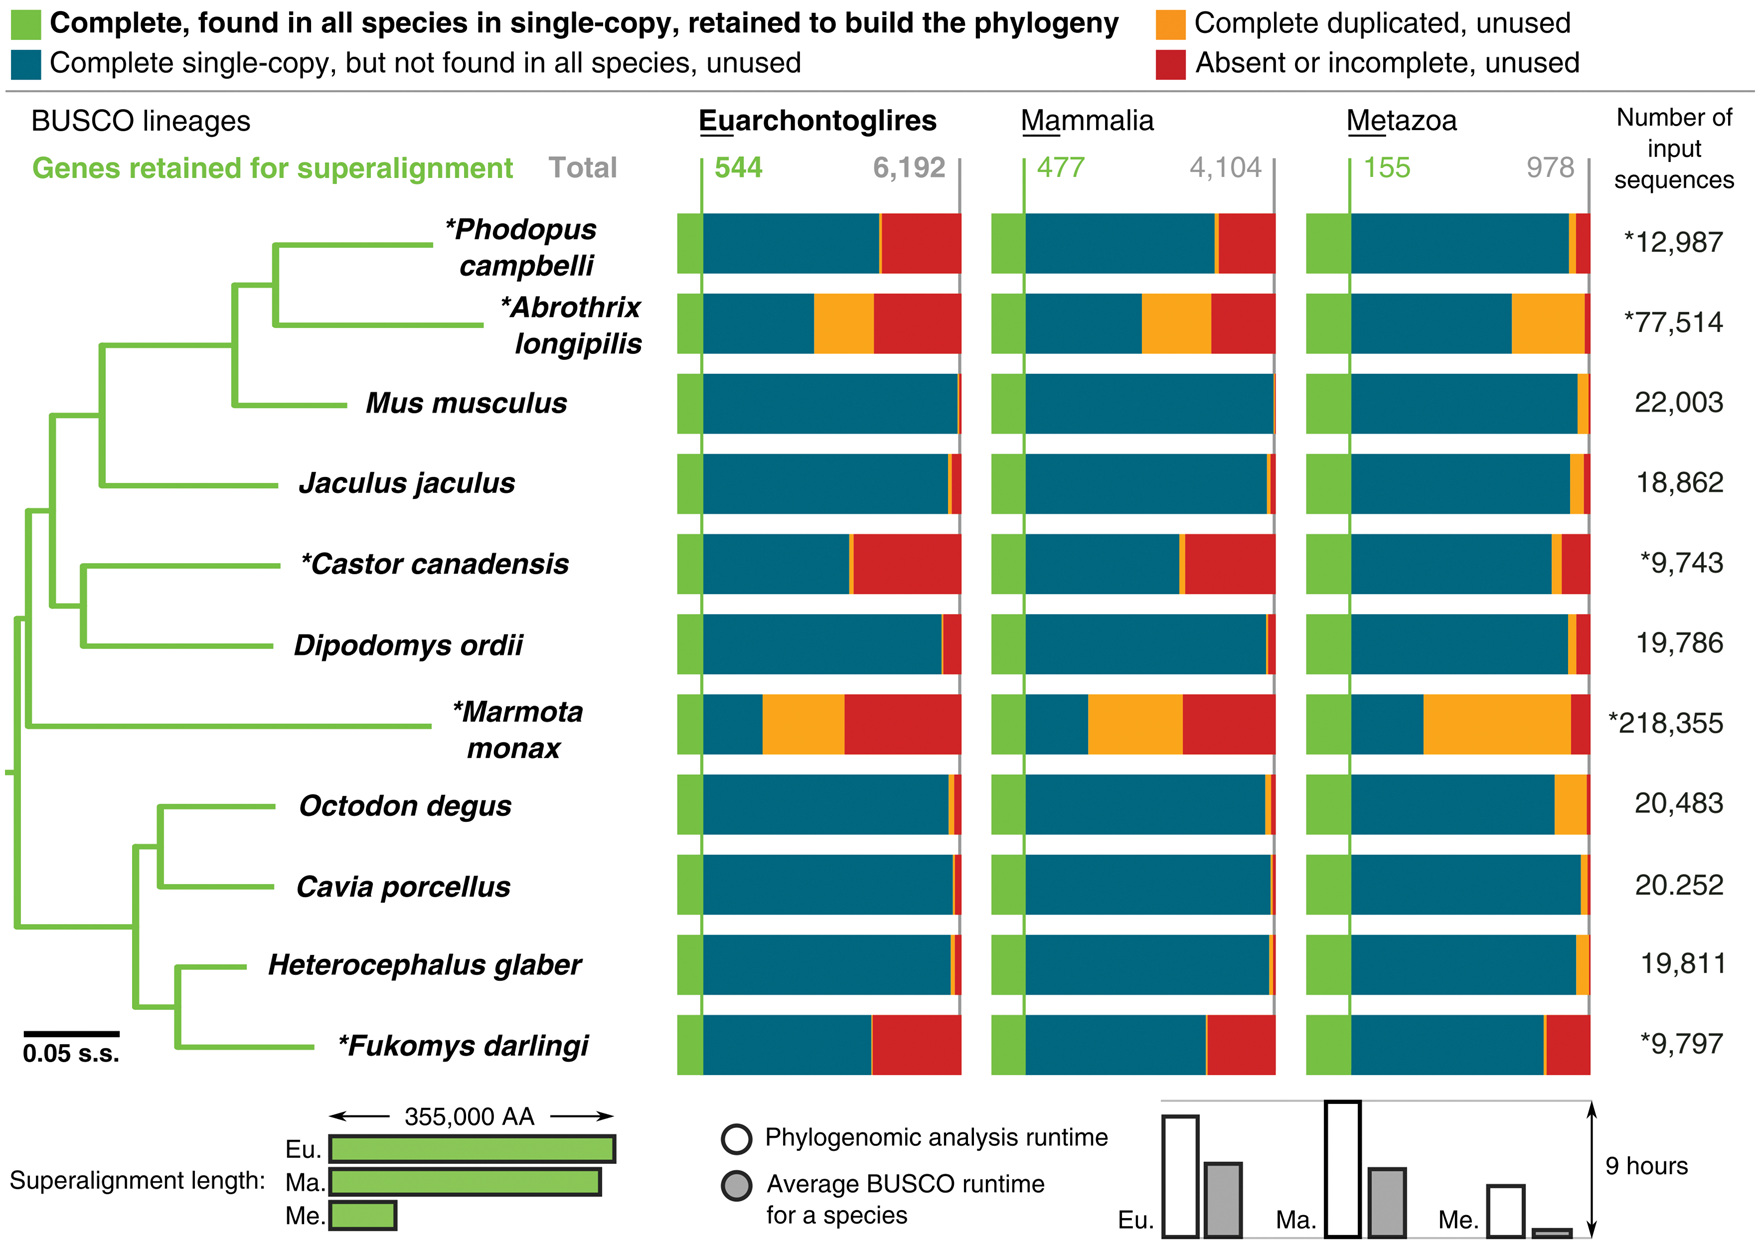 Complete, found in all species in single-copy, retained to build the phylogeny
Complete duplicated, unused
Complete single-copy, but not found in all species, unused
Absent or incomplete, unused
BUSCO lineages
Euarchontoglires
Mammalia
Metazoa
Number of
input
sequences
Genes retained for superalignment
Total
544
6,192
477
4,104
155
978
*Phodopus
campbelli
*12,987
*Abrothrix
longipilis
*77,514
Mus musculus
22,003
Jaculus jaculus
18,862
*Castor canadensis
*9,743
Dipodomys ordii
19,786
*Marmota
monax
*218,355
Octodon degus
20,483
Cavia porcellus
20.252
Heterocephalus glaber
19,811
*Fukomys darlingi
*9,797
0.05 s.s.
355,000 AA
Superalignment length:
Eu.
Ma.
Me.
Phylogenomic analysis runtime
Average BUSCO runtime
for a species
Eu.
Ma.
Me.
9 hours